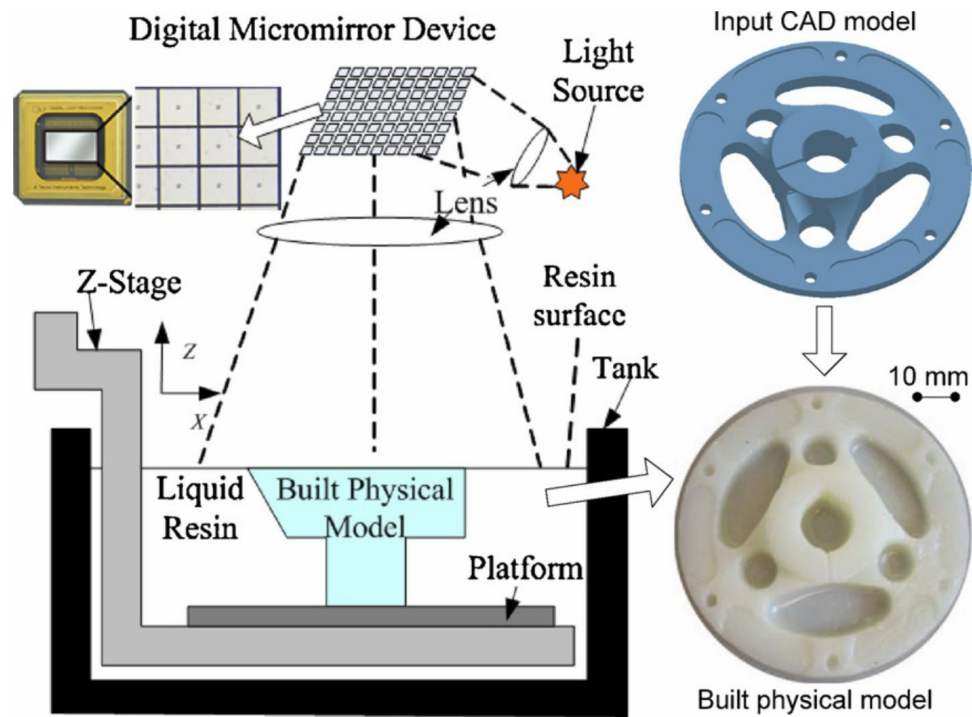 Digital Micromirror Device
Input CAD model
Light
Source
Lens
Z-Stage
Z
X
Resin
surface
Tank
10 mm
Liquid
Resin
Built Physical
Model
Platform
Built physical model